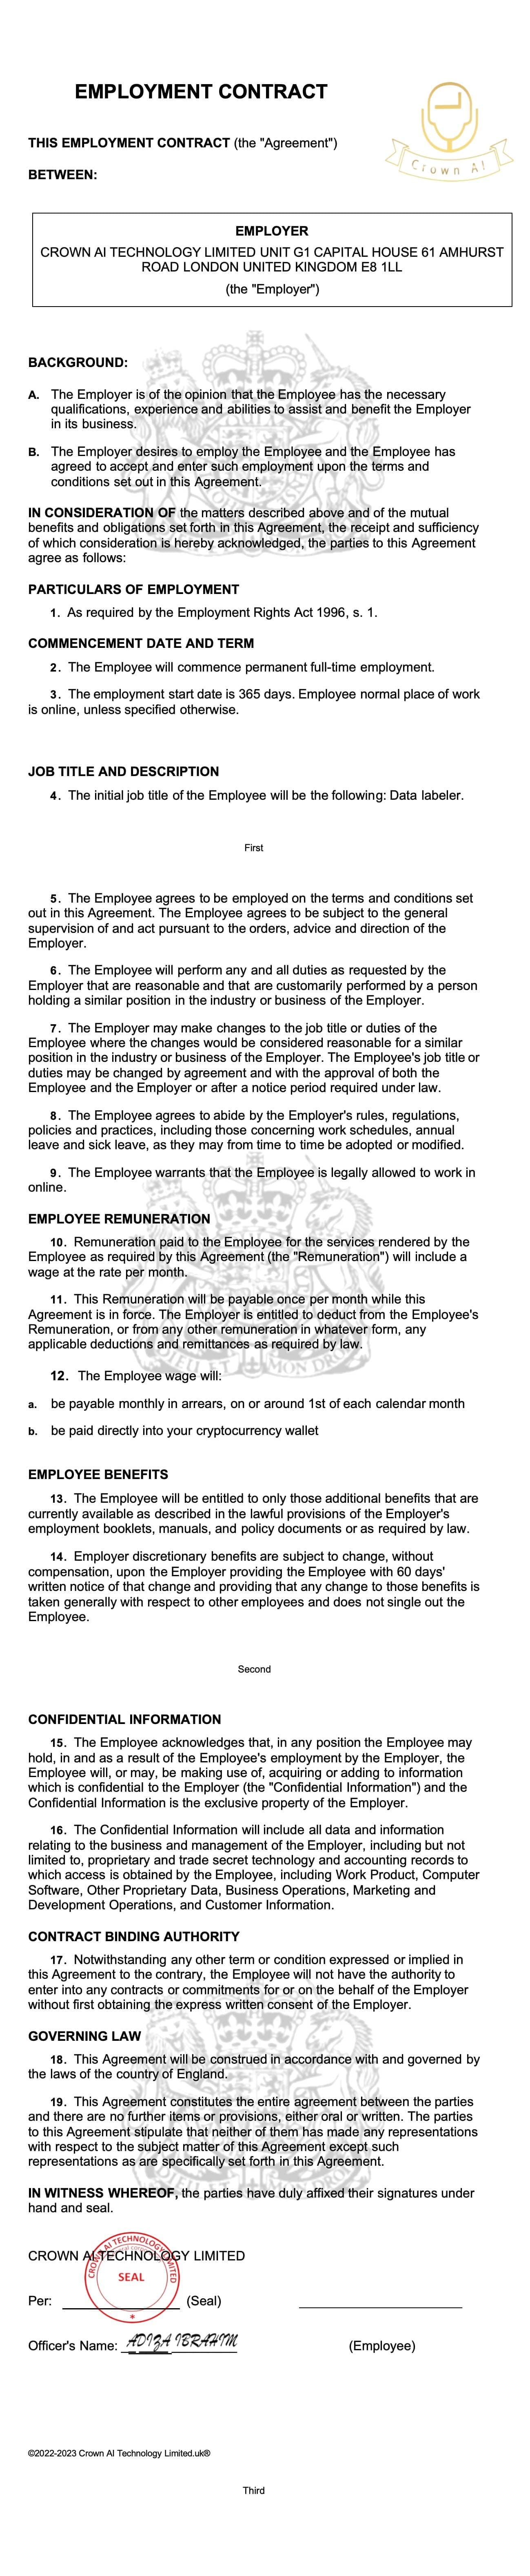 EMPLOYMENT CONTRACT
Crown AI
THIS EMPLOYMENT CONTRACT (the "Agreement")
BETWEEN:
EMPLOYER
CROWN AI TECHNOLOGY LIMITED UNIT G1 CAPITAL HOUSE 61 AMHURST
ROAD LONDON UNITED KINGDOM E8 1LL
(the "Employer")
BACKGROUND:
A. The Employer is of the opinion that the Employee has the necessary
qualifications, experience and abilities to assist and benefit the Employer
in its business.
B. The Employer desires to employ the Employee and the Employee has
agreed to accept and enter such employment upon the terms and
conditions set out in this Agreement.
IN CONSIDERATION OF the matters described above and of the mutual
benefits and obligations set forth in this Agreement, the receipt and sufficiency
of which consideration is hereby acknowledged, the parties to this Agreement
agree as follows:
PARTICULARS OF EMPLOYMENT
1. As required by the Employment Rights Act 1996, s. 1.
COMMENCEMENT DATE AND TERM
2. The Employee will commence permanent full-time employment.
3. The employment start date is 365 days. Employee normal place of work
is online, unless specified otherwise.
JOB TITLE AND DESCRIPTION
4. The initial job title of the Employee will be the following: Data labeler.
First
5. The Employee agrees to be employed on the terms and conditions set
out in this Agreement. The Employee agrees to be subject to the general
supervision of and act pursuant to the orders, advice and direction of the
Employer.
6. The Employee will perform any and all duties as requested by the
Employer that are reasonable and that are customarily performed by a person
holding a similar position in the industry or business of the Employer.
7. The Employer may make changes to the job title or duties of the
Employee where the changes would be considered reasonable for a similar
position in the industry or business of the Employer. The Employee's job title or
duties may be changed by agreement and with the approval of both the
Employee and the Employer or after a notice period required under law.
8. The Employee agrees to abide by the Employer's rules, regulations,
policies and practices, including those concerning work schedules, annual
leave and sick leave, as they may from time to time be adopted or modified.
9. The Employee warrants that the Employee is legally allowed to work in
online.
EMPLOYEE REMUNERATION
10. Remuneration paid to the Employee for the services rendered by the
Employee as required by this Agreement (the "Remuneration") will include a
wage at the rate per month.
11. This Remuneration will be payable once per month while this
Agreement is in force. The Employer is entitled to deduct from the Employee's
Remuneration, or from any other remuneration in whatever form, any
applicable deductions and remittances as required by law.
12. The Employee wage will:
a. be payable monthly in arrears, on or around 1st of each calendar month
b. be paid directly into your cryptocurrency wallet
EMPLOYEE BENEFITS
13. The Employee will be entitled to only those additional benefits that are
currently available as described in the lawful provisions of the Employer's
employment booklets, manuals, and policy documents or as required by law.
14. Employer discretionary benefits are subject to change, without
compensation, upon the Employer providing the Employee with 60 days'
written notice of that change and providing that any change to those benefits is
taken generally with respect to other employees and does not single out the
Employee.
Second
CONFIDENTIAL INFORMATION
15. The Employee acknowledges that, in any position the Employee may
hold, in and as a result of the Employee's employment by the Employer, the
Employee will, or may, be making use of, acquiring or adding to information
which is confidential to the Employer (the "Confidential Information") and the
Confidential Information is the exclusive property of the Employer.
16. The Confidential Information will include all data and information
relating to the business and management of the Employer, including but not
limited to, proprietary and trade secret technology and accounting records to
which access is obtained by the Employee, including Work Product, Computer
Software, Other Proprietary Data, Business Operations, Marketing and
Development Operations, and Customer Information.
CONTRACT BINDING AUTHORITY
17. Notwithstanding any other term or condition expressed or implied in
this Agreement to the contrary, the Employee will not have the authority to
enter into any contracts or commitments for or on the behalf of the Employer
without first obtaining the express written consent of the Employer.
GOVERNING LAW
18. This Agreement will be construed in accordance with and governed by
the laws of the country of England.
19. This Agreement constitutes the entire agreement between the parties
and there are no further items or provisions, either oral or written. The parties
to this Agreement stipulate that neither of them has made any representations
with respect to the subject matter of this Agreement except such
representations as are specifically set forth in this Agreement.
IN WITNESS WHEREOF, the parties have duly affixed their signatures under
hand and seal.
CROWN AI TECHNOLOGY LIMITED
CROWN AI TECHNOLOGY LIMITED
SEAL
Per: (Seal)
Officer's Name: ADIZA IBRAHIM (Employee)
©2022-2023 Crown AI Technology Limited.uk®
Third